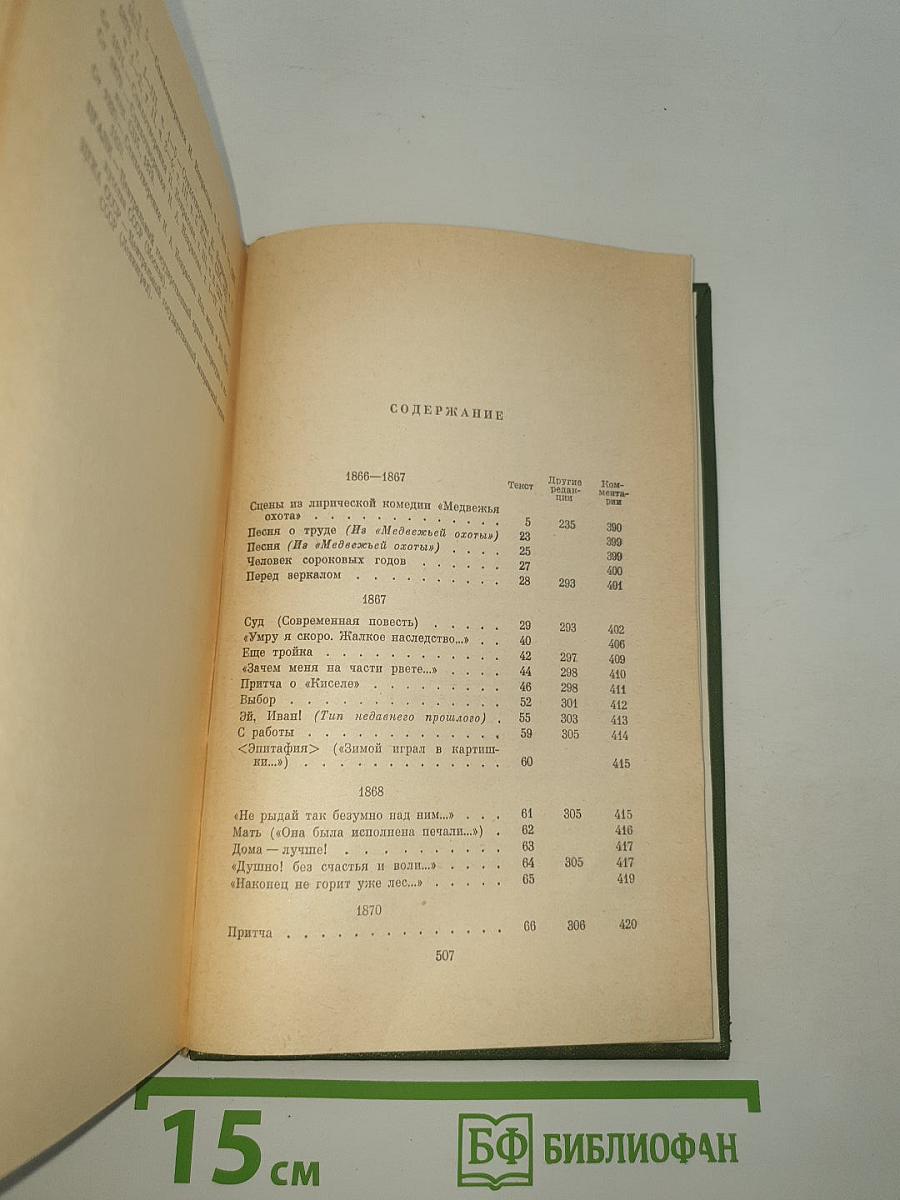 СОДЕРЖАНИЕ
1866—1867
Текст Другие редак- ции Ком- мента- рии
Сцены из лирической комедии «Медвежья
охота» . . . . . . . . . . . . . 5 235 390
Песня о труде (Из «Медвежьей охоты») 23 399
Песня (Из «Медвежьей охоты») . . . . 25 399
Человек сороковых годов . . . . . . 27 400
Перед зеркалом . . . . . . . . . . 28 293 401
1867
Суд (Современная повесть) . . . . . 29 293 402
«Умру я скоро. Жалкое наследство...» . . 40 406
Еще тройка . . . . . . . . . . . . 42 297 409
«Зачем меня на части рвете...» . . . . 44 298 410
Притча о «Киселе» . . . . . . . . . 46 298 411
Выбор . . . . . . . . . . . . . . 52 301 412
Эй, Иван! (Тип недавнего прошлого) . 55 303 413
С работы . . . . . . . . . . . . . 59 305 414
<Эпитафия> («Зимой играл в картиш-
ки...») . . . . . . . . . . . . . 60 415
1868
«Не рыдай так безумно над ним...» . . . 61 305 415
Мать («Она была исполнена печали...») . 62 416
Дома — лучше! . . . . . . . . . . 63 417
«Душно! без счастья и воли...» . . . . 64 305 417
«Наконец не горит уже лес...» . . . . . 65 419
1870
Притча . . . . . . . . . . . . . . 66 306 420
507
15 см
БФ БИБЛИОФАН